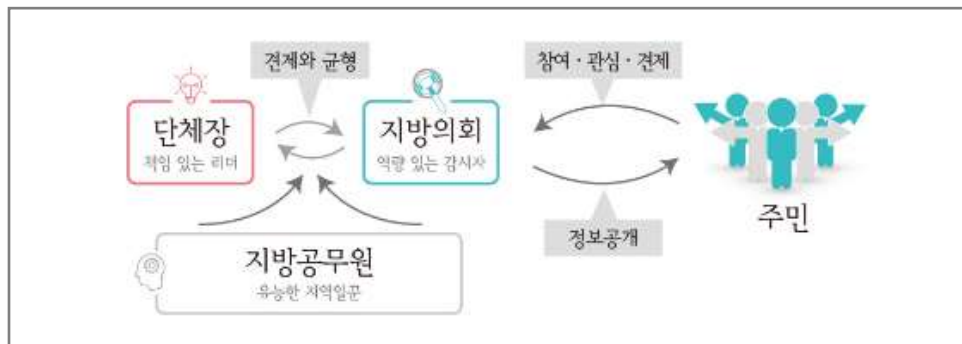 견제와 균형
참여 · 관심 · 견제
단체장
책임 있는 리더
지방의회
역량 있는 감시자
주민
정보공개
지방공무원
유능한 지역일꾼